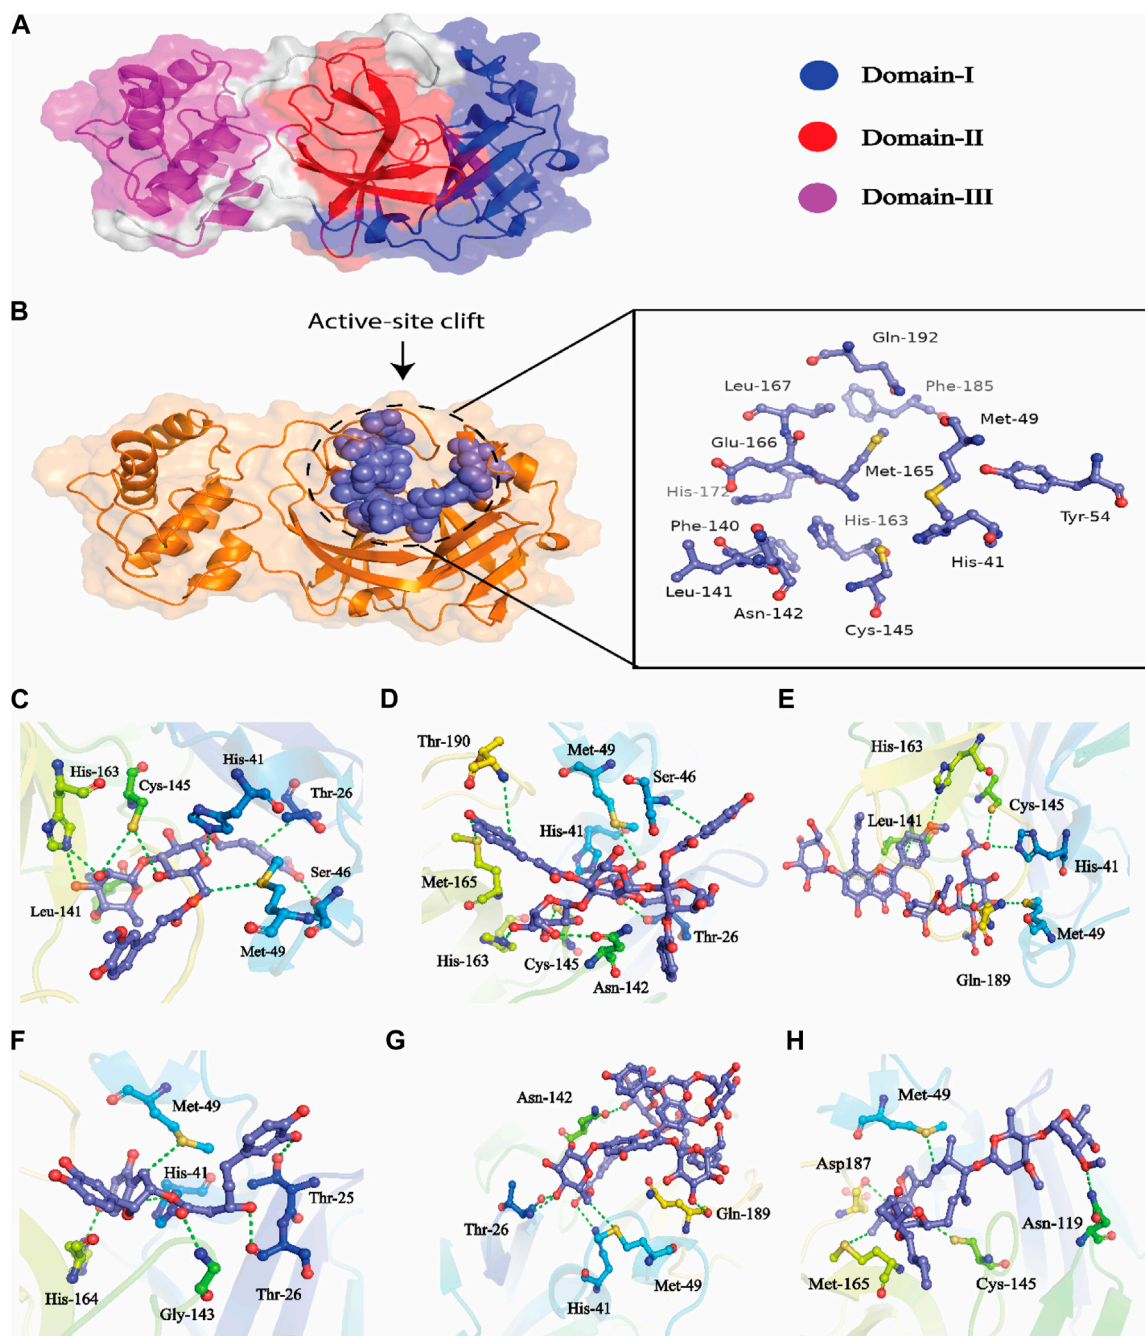 A
Domain-I
Domain-II
Domain-III
B
Active-site clift
Gln-192
Leu-167
Phe-185
Met-49
Glu-166
Met-165
His-172
Tyr-54
Phe-140
His-163
His-41
Leu-141
Asn-142
Cys-145
C
His-163
Cys-145
His-41
Thr-26
Leu-141
Ser-46
Met-49
D
Thr-190
Met-49
Ser-46
His-41
Met-165
Thr-26
His-163
Cys-145
Asn-142
E
His-163
Cys-145
Leu-141
His-41
Met-49
Gln-189
F
Met-49
His-41
Thr-25
His-164
Gly-143
Thr-26
G
Asn-142
Thr-26
Gln-189
Met-49
His-41
H
Met-49
Asp187
Asn-119
Met-165
Cys-145